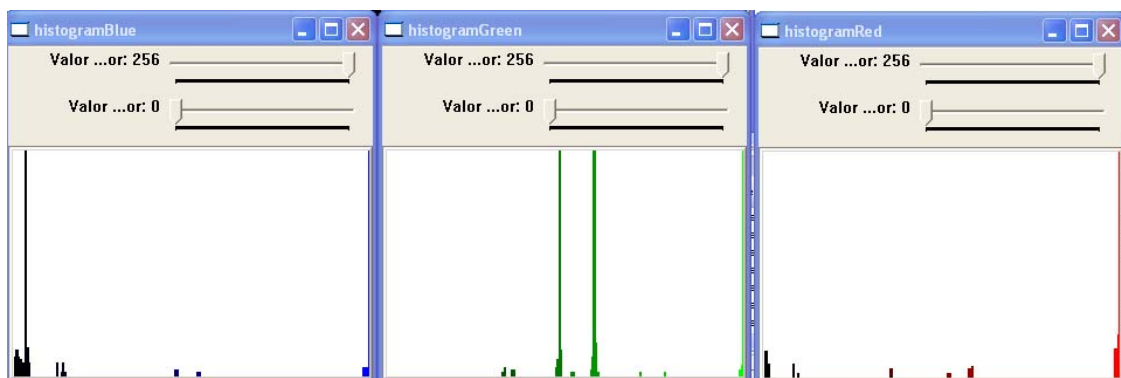 histogramBlue
Valor ...or: 256
Valor ...or: 0
histogramGreen
Valor ...or: 256
Valor ...or: 0
histogramRed
Valor ...or: 256
Valor ...or: 0